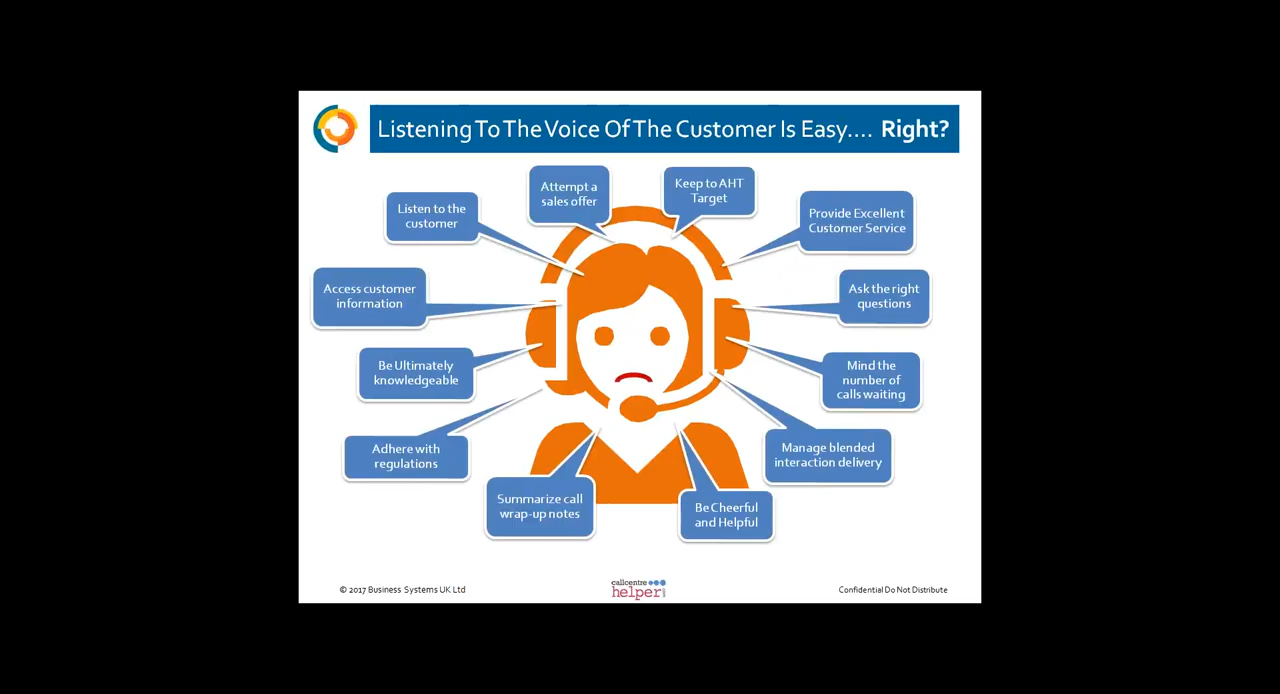 Listening To The Voice Of The Customer Is Easy.... Right?
Attempt a
sales offer
Keep to AHT
Target
Listen to the
customer
Provide Excellent
Customer Service
Access customer
information
Ask the right
questions
Be Ultimately
knowledgeable
Mind the
number of
calls waiting
Adhere with
regulations
Manage blended
interaction delivery
Summarize call
wrap-up notes
Be Cheerful
and Helpful
© 2017 Business Systems UK Ltd
callcentre
helper
Confidential Do Not Distribute